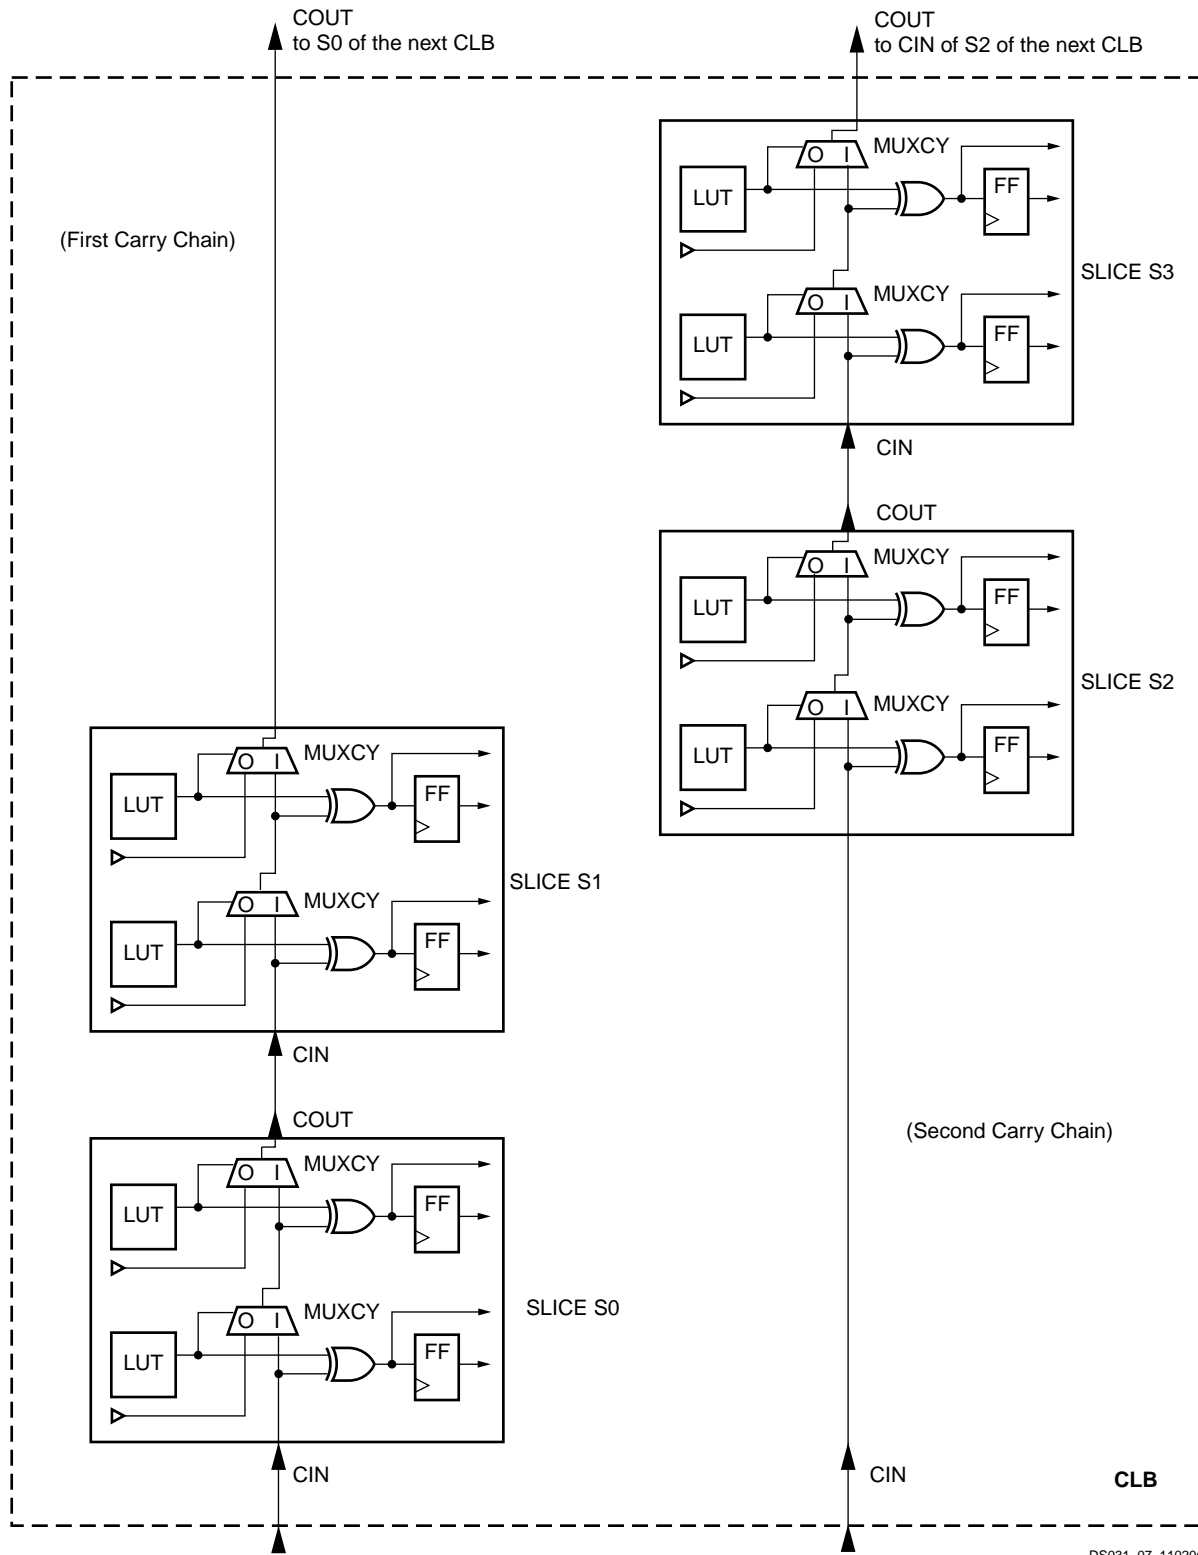 COUT
to S0 of the next CLB
COUT
to CIN of S2 of the next CLB
(First Carry Chain)
O I
MUXCY
LUT
FF
O I
MUXCY
LUT
FF
SLICE S3
CIN
COUT
O I
MUXCY
LUT
FF
O I
MUXCY
LUT
FF
SLICE S2
O I
MUXCY
LUT
FF
O I
MUXCY
LUT
FF
SLICE S1
CIN
COUT
O I
MUXCY
LUT
FF
O I
MUXCY
LUT
FF
SLICE S0
CIN
(Second Carry Chain)
CIN
CLB